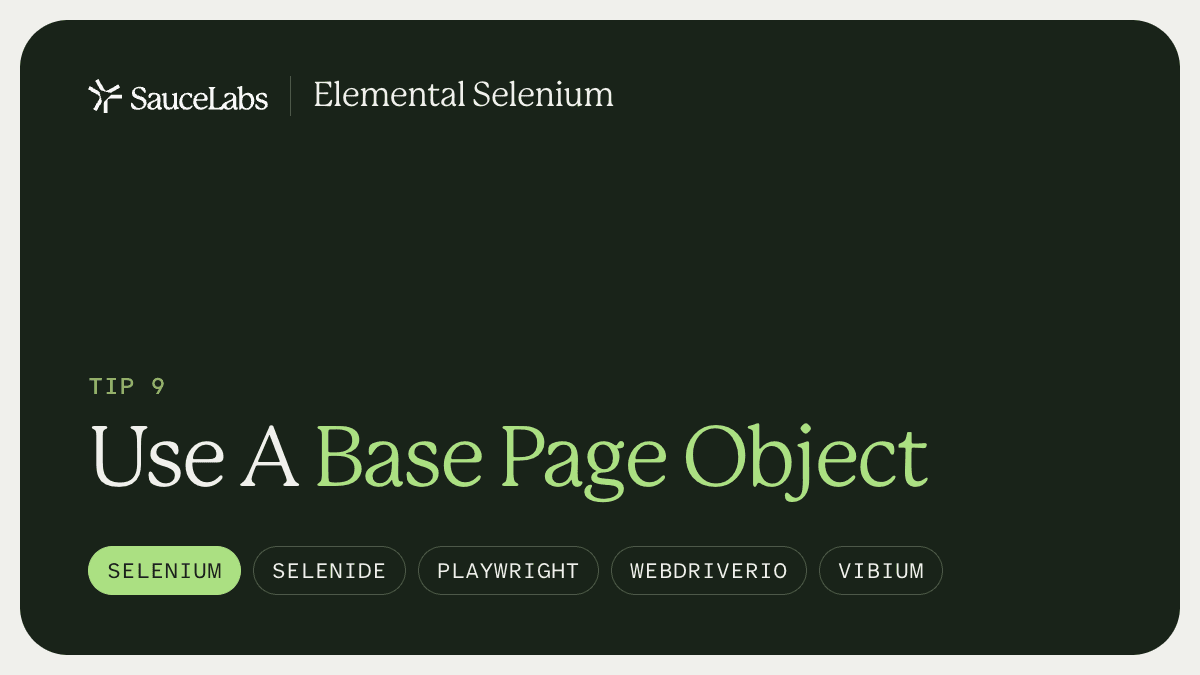 SauceLabs Elemental Selenium
TIP 9
Use A Base Page Object
SELENIUM SELENIDE PLAYWRIGHT WEBDRIVERIO VIBIUM